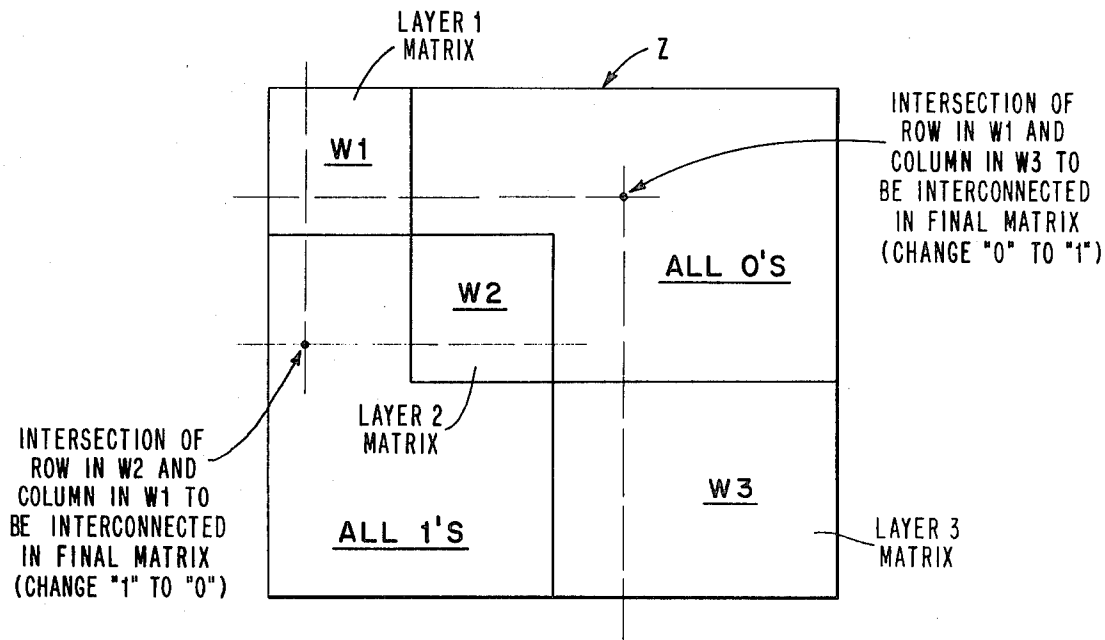 LAYER 1
MATRIX
Z
W1
INTERSECTION OF
ROW IN W1 AND
COLUMN IN W3 TO
BE INTERCONNECTED
IN FINAL MATRIX
(CHANGE "0" TO "1")
ALL 0'S
W2
LAYER 2
MATRIX
INTERSECTION OF
ROW IN W2 AND
COLUMN IN W1 TO
BE INTERCONNECTED
IN FINAL MATRIX
(CHANGE "1" TO "0")
ALL 1'S
W3
LAYER 3
MATRIX